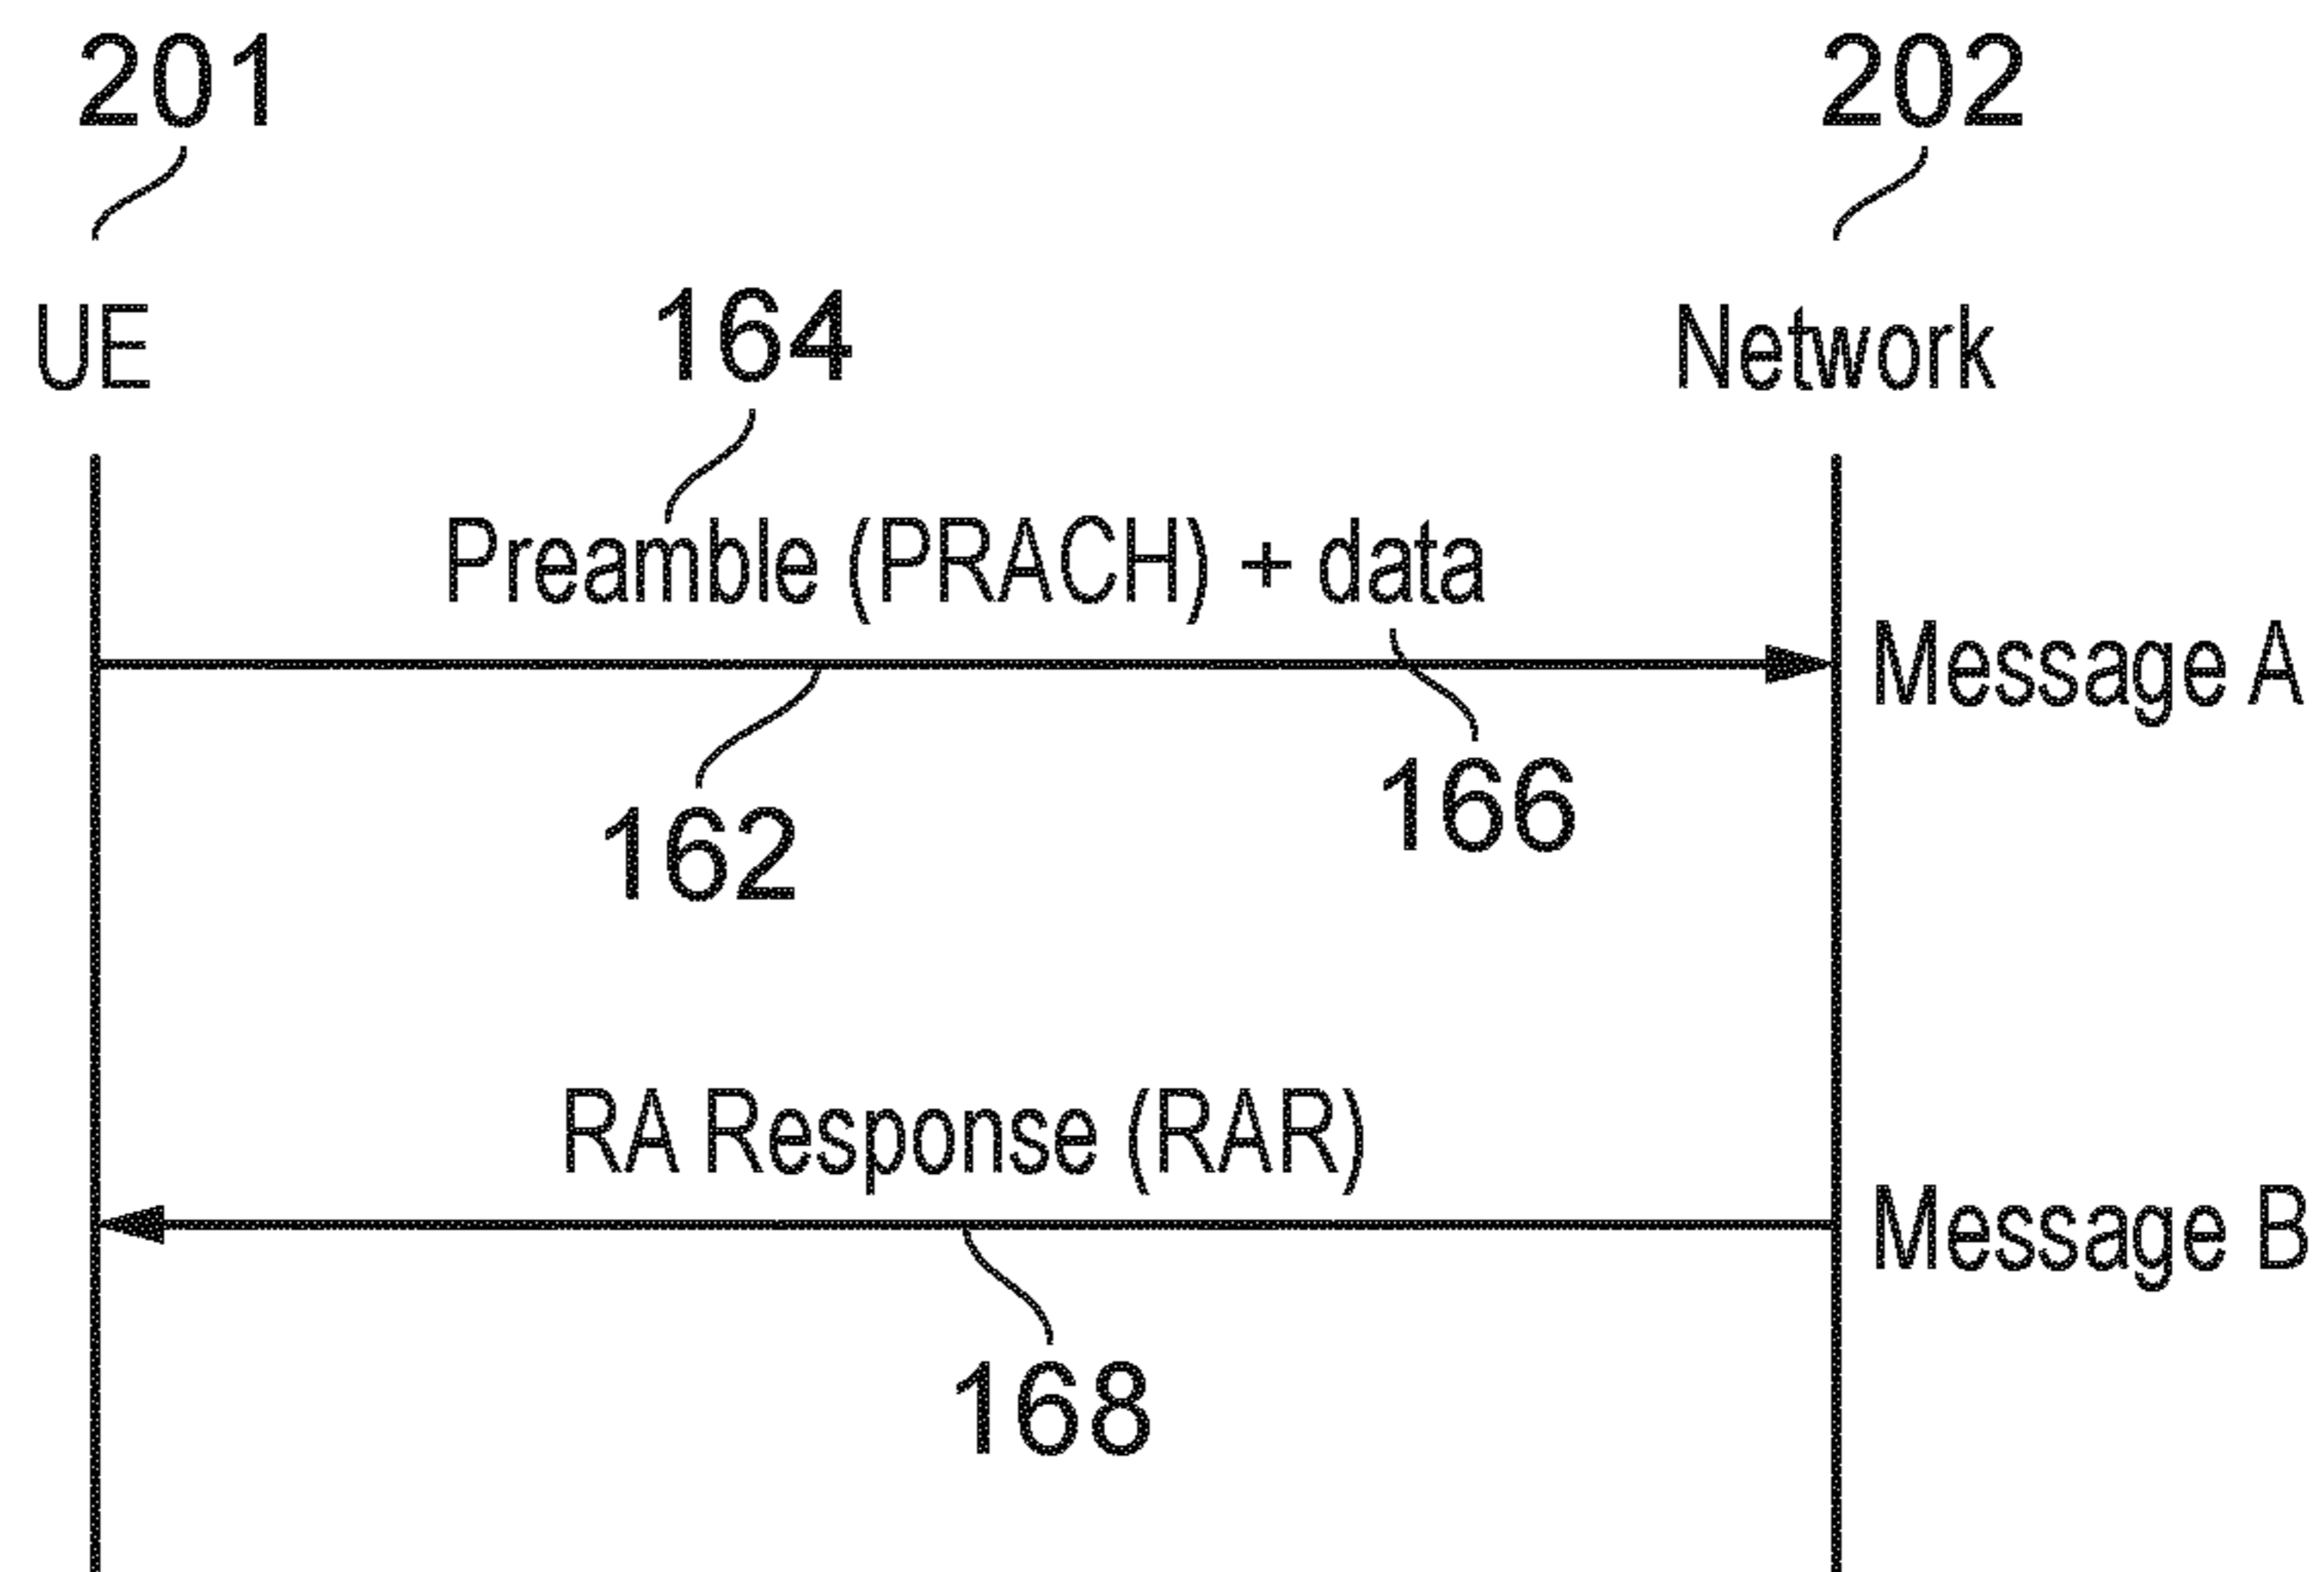 201
202
UE
164
Network
Preamble (PRACH) + data
Message A
162
166
RA Response (RAR)
Message B
168